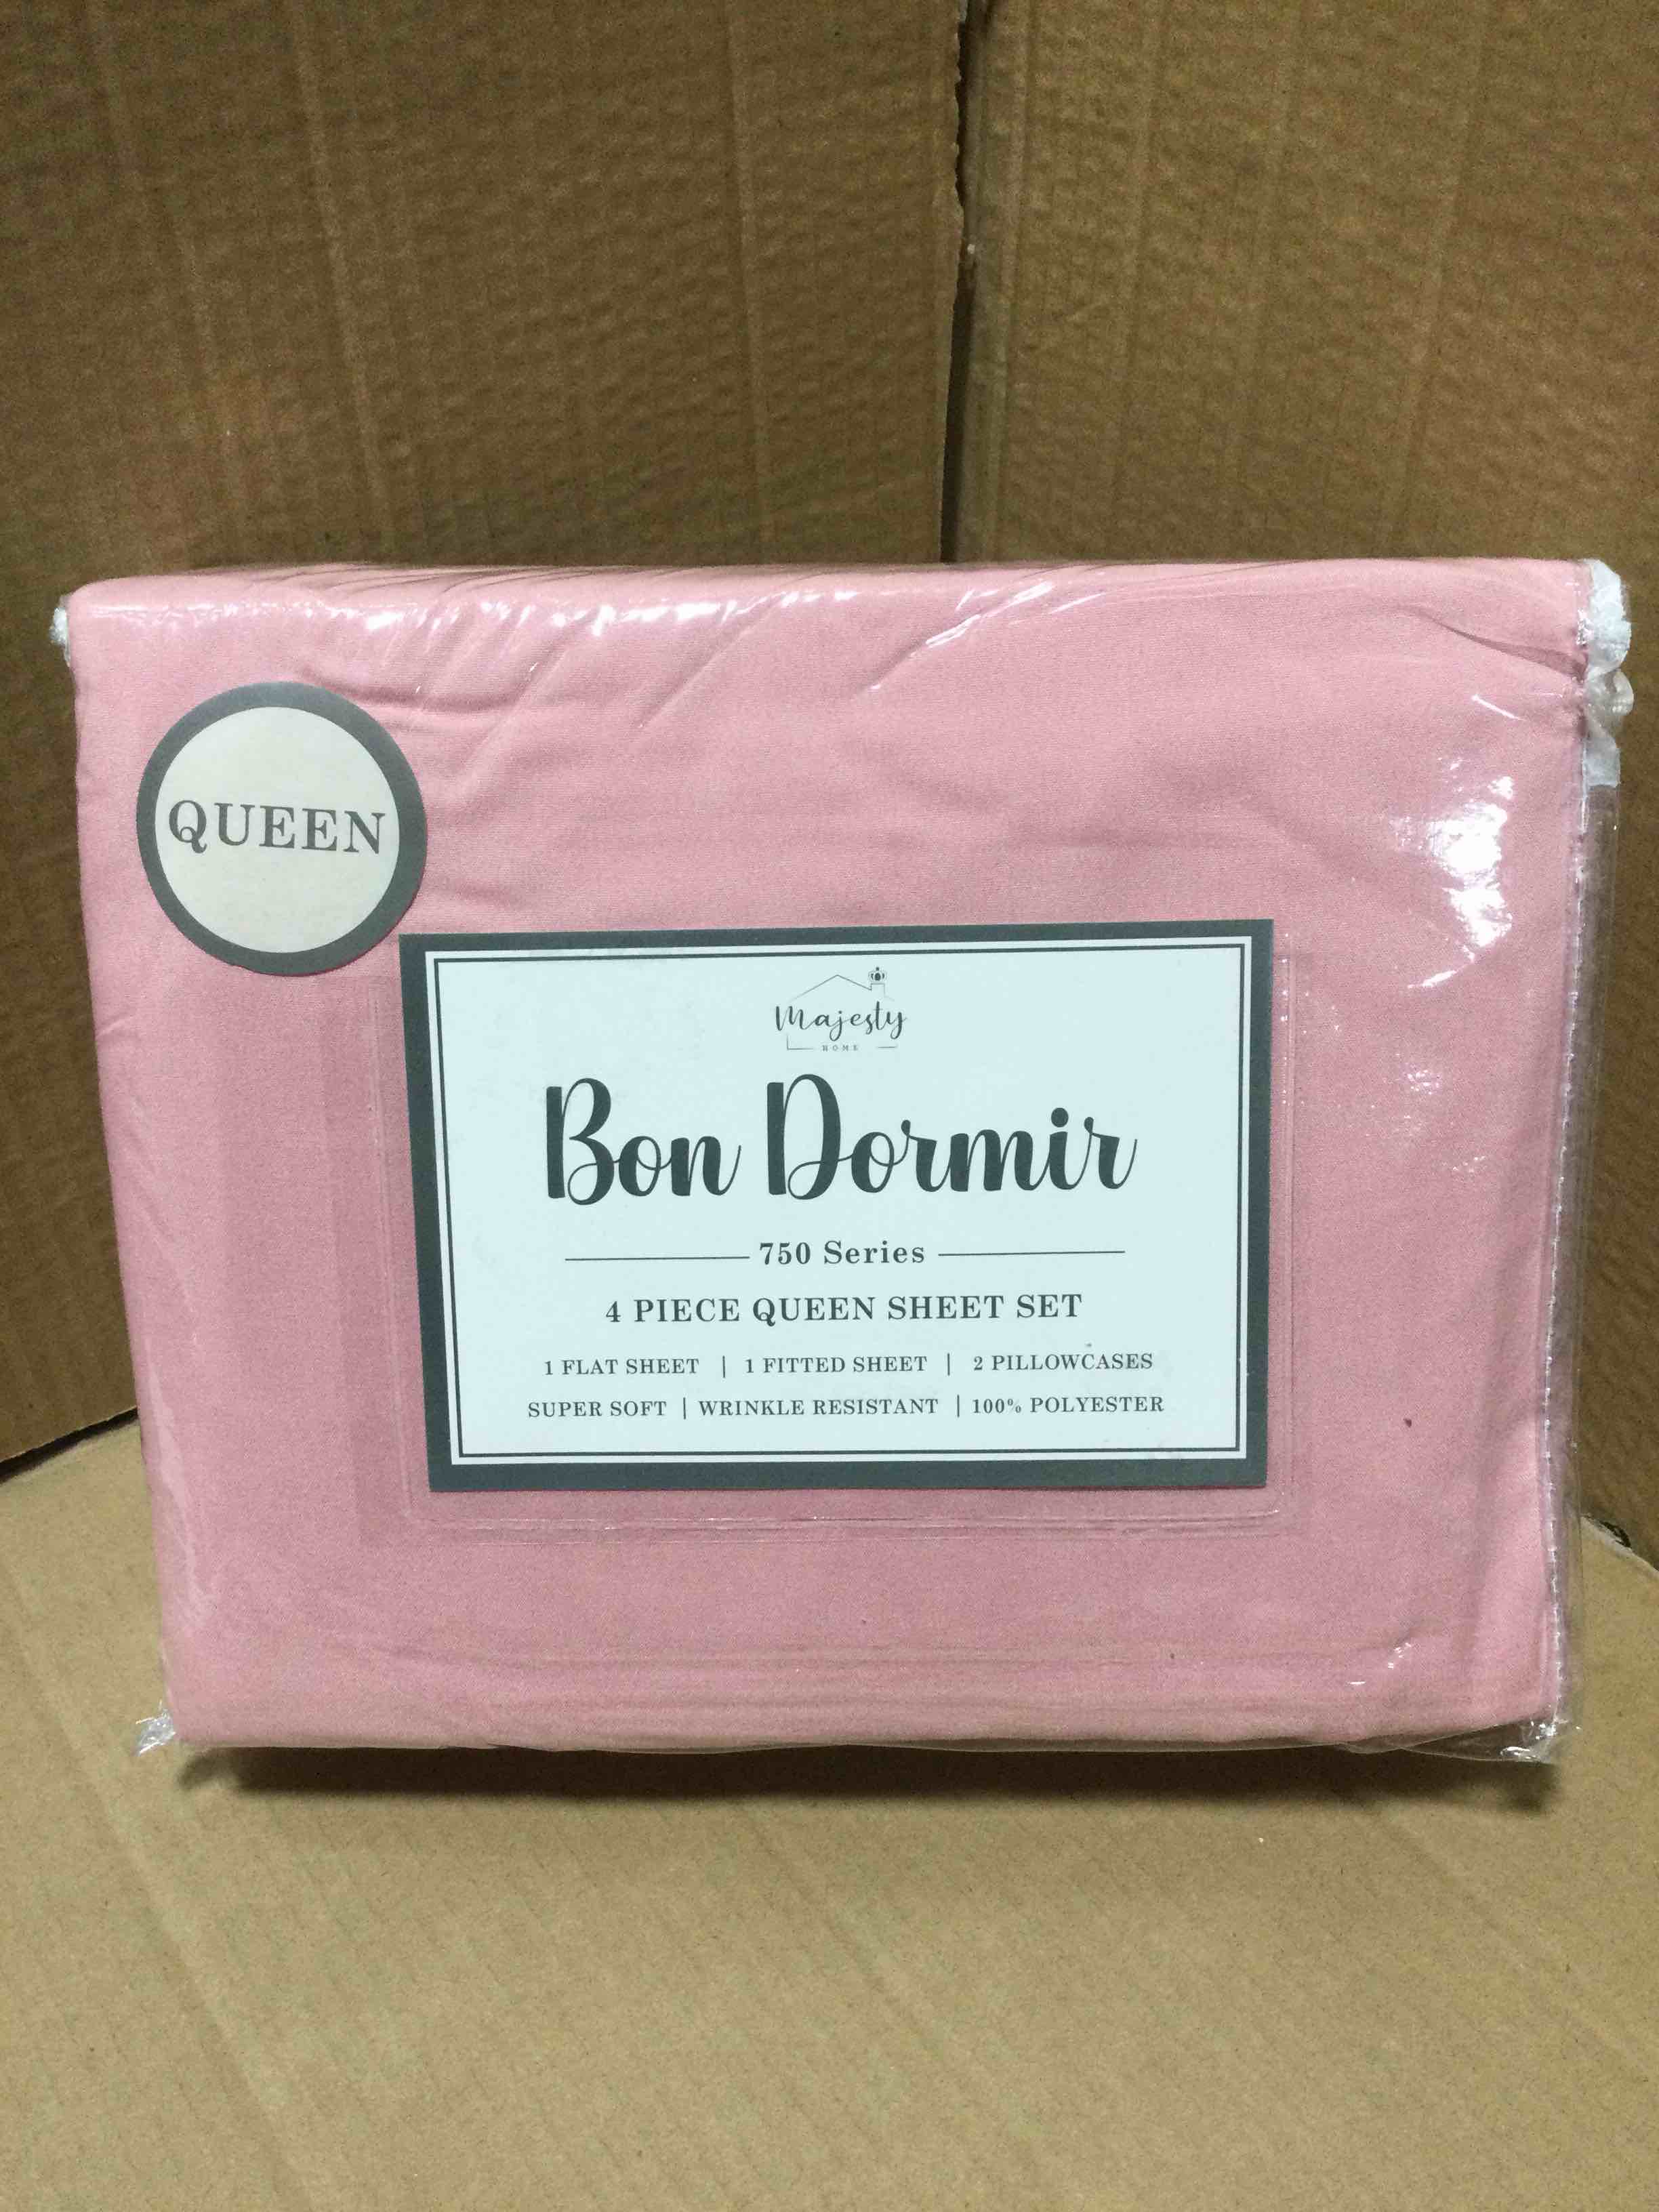 QUEEN
Majesty
HOME
Bon Dormir
750 Series
4 PIECE QUEEN SHEET SET
1 FLAT SHEET | 1 FITTED SHEET | 2 PILLOWCASES
SUPER SOFT | WRINKLE RESISTANT | 100% POLYESTER